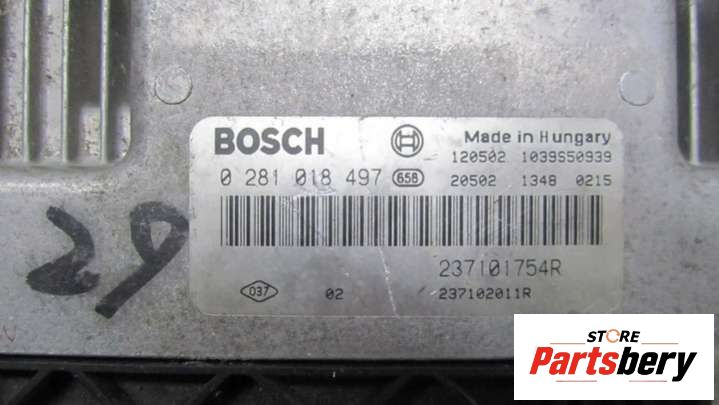 BOSCH
Made in Hungary
120502 1039S50939
0 281 018 497 658
20502 1348 0215
237101754R
037 02 237102011R
29
STORE
Partsbery